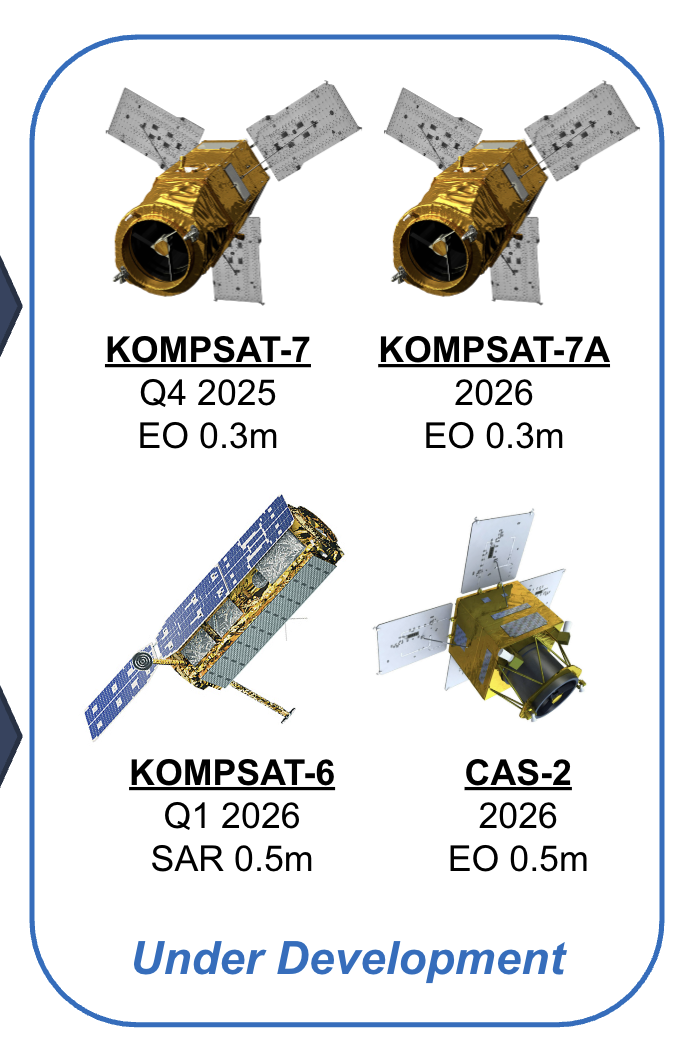 KOMPSAT-7
Q4 2025
EO 0.3m
KOMPSAT-7A
2026
EO 0.3m
KOMPSAT-6
Q1 2026
SAR 0.5m
CAS-2
2026
EO 0.5m
Under Development